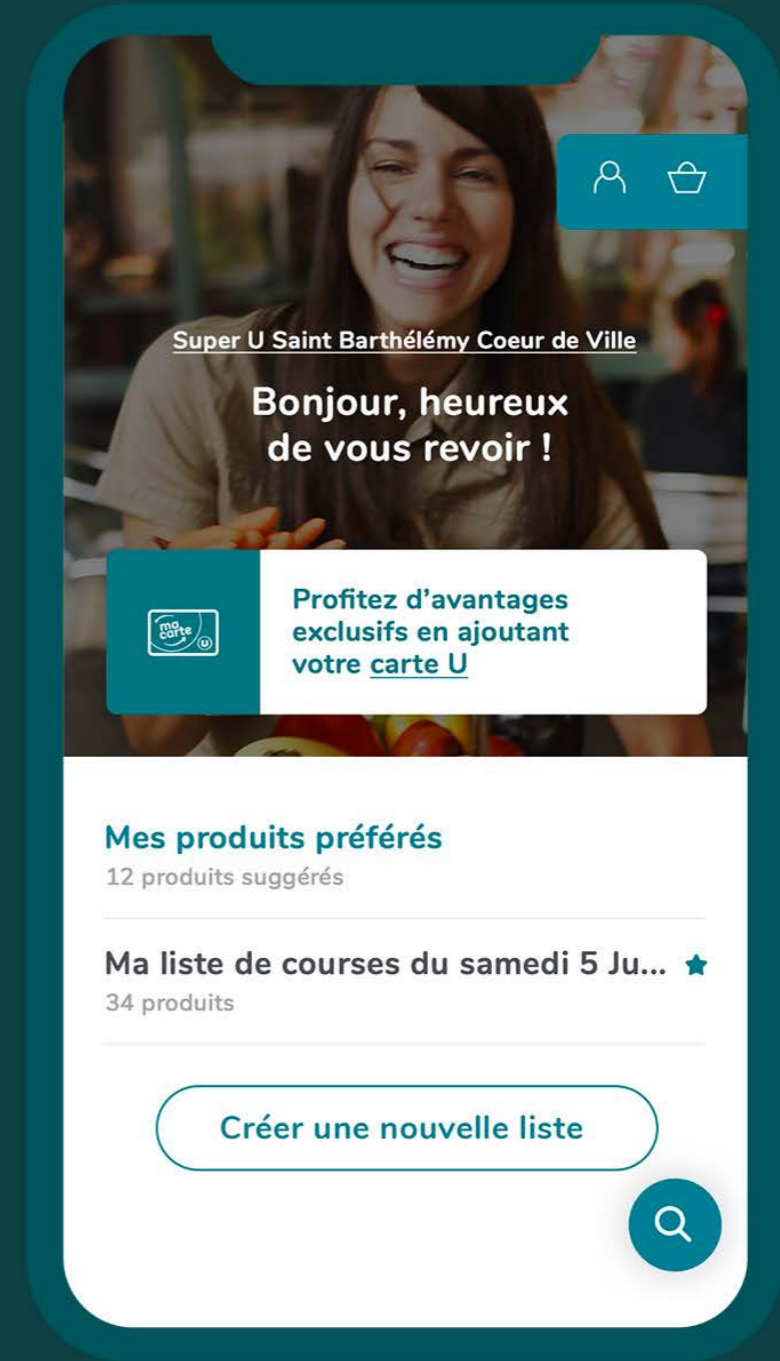 Super U Saint Barthélémy Coeur de Ville
Bonjour, heureux
de vous revoir !
ma
carte
U
Profitez d’avantages
exclusifs en ajoutant
votre carte U
Mes produits préférés
12 produits suggérés
Ma liste de courses du samedi 5 Ju...
34 produits
Créer une nouvelle liste